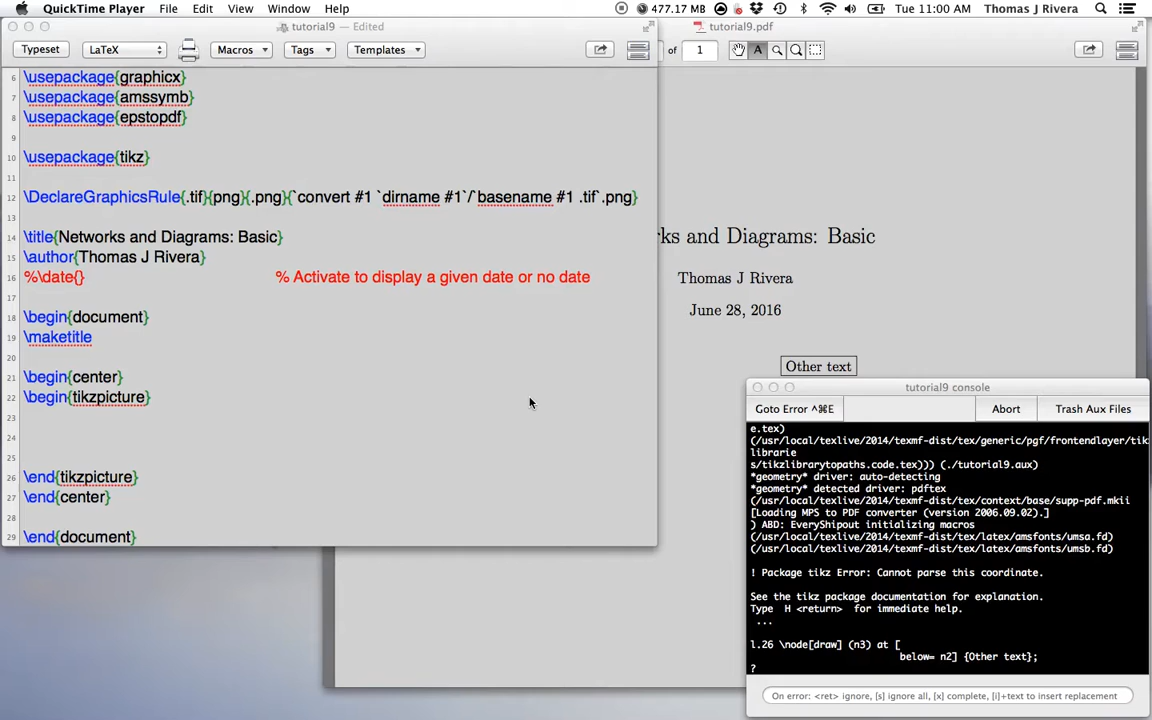 QuickTime Player File Edit View Window Help 477.17 MB Tue 11:00 AM Thomas J Rivera
tutorial9 — Edited
Typeset LaTeX Macros Tags Templates
6 \usepackage{graphicx}
7 \usepackage{amssymb}
8 \usepackage{epstopdf}
9
10 \usepackage{tikz}
11
12 \DeclareGraphicsRule{.tif}{png}{.png}{`convert #1 `dirname #1`/`basename #1 .tif`.png}
13
14 \title{Networks and Diagrams: Basic}
15 \author{Thomas J Rivera}
16 %\date{} % Activate to display a given date or no date
17
18 \begin{document}
19 \maketitle
20
21 \begin{center}
22 \begin{tikzpicture}
23
24
25
26 \end{tikzpicture}
27 \end{center}
28
29 \end{document}
tutorial9.pdf
of 1
A
ks and Diagrams: Basic
Thomas J Rivera
June 28, 2016
Other text
tutorial9 console
Goto Error ^⌘E Abort Trash Aux Files
e.tex)
(/usr/local/texlive/2014/texmf-dist/tex/generic/pgf/frontendlayer/tik
librarie
s/tikzlibrarytopaths.code.tex))) (./tutorial9.aux)
*geometry* driver: auto-detecting
*geometry* detected driver: pdftex
(/usr/local/texlive/2014/texmf-dist/tex/context/base/supp-pdf.mkii
[Loading MPS to PDF converter (version 2006.09.02).]
) ABD: EveryShipout initializing macros
(/usr/local/texlive/2014/texmf-dist/tex/latex/amsfonts/umsa.fd)
(/usr/local/texlive/2014/texmf-dist/tex/latex/amsfonts/umsb.fd)
! Package tikz Error: Cannot parse this coordinate.
See the tikz package documentation for explanation.
Type H <return> for immediate help.
...
l.26 \node[draw] (n3) at [
below= n2] {Other text};
?
On error: <ret> ignore, [s] ignore all, [x] complete, [i]+text to insert replacement